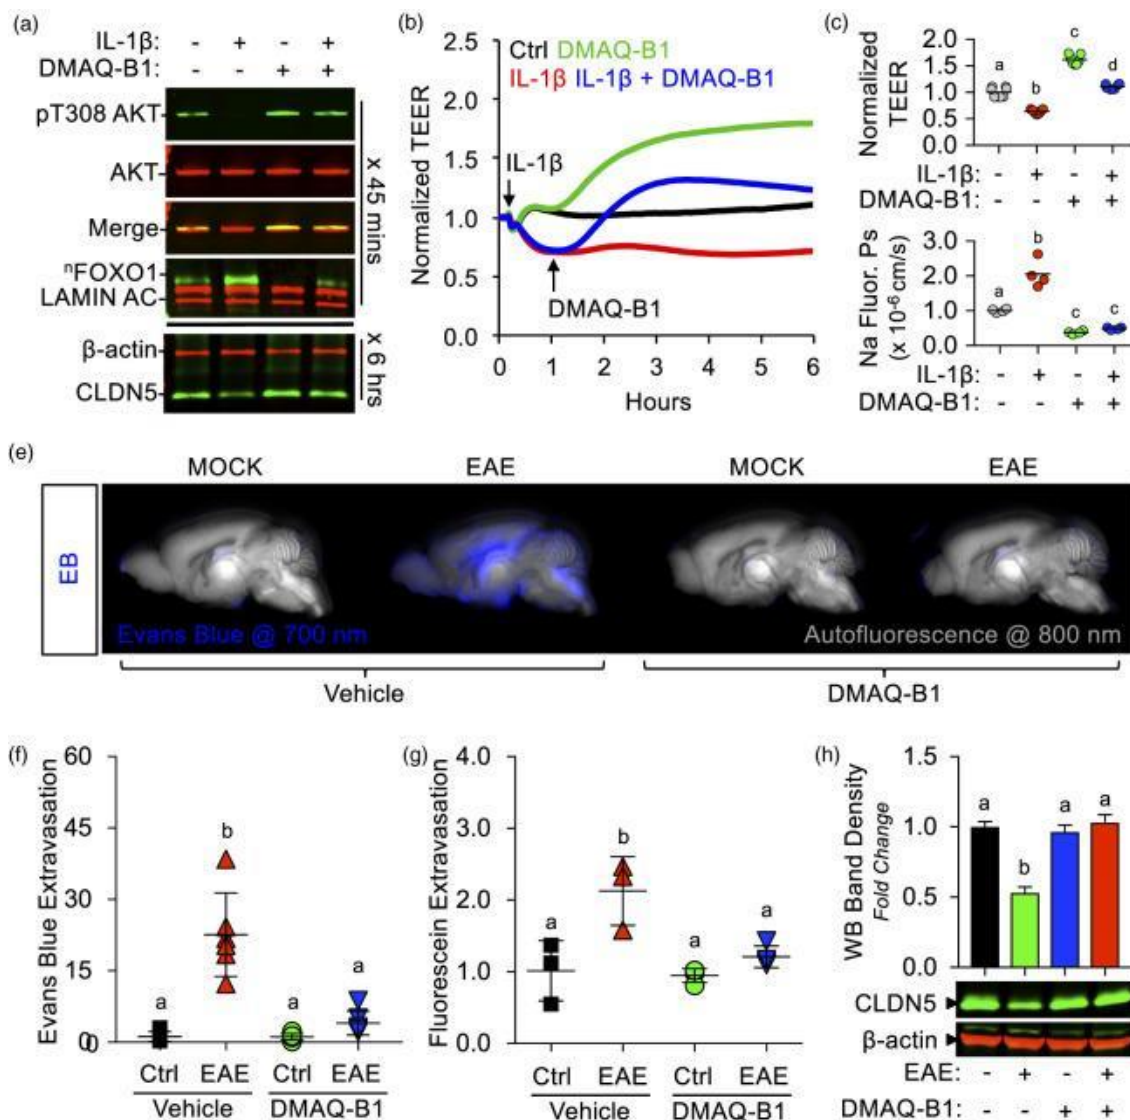 (a)
IL-1β - + - +
DMAQ-B1: - - + +
pT308 AKT
AKT
Merge
ⁿFOXO1
LAMIN AC
x 45 mins
β-actin
CLDN5
x 6 hrs
(b)
Normalized TEER
2.5
2.0
1.5
1.0
0.5
0.0
Ctrl DMAQ-B1
IL-1β IL-1β + DMAQ-B1
IL-1β
DMAQ-B1
0 1 2 3 4 5 6
Hours
(c)
Normalized
TEER
2.0
1.5
1.0
0.5
0.0
a b c d
IL-1β: - + - +
DMAQ-B1: - - + +
Na Fluor. Ps
(x 10⁻⁶ cm/s)
3.0
2.0
1.0
0.0
a b c c
IL-1β: - + - +
DMAQ-B1: - - + +
(e)
MOCK EAE MOCK EAE
EB
Evans Blue @ 700 nm
Autofluorescence @ 800 nm
Vehicle DMAQ-B1
(f)
Evans Blue Extravasation
60
45
30
15
0
0
a b a a
Ctrl EAE Ctrl EAE
Vehicle DMAQ-B1
(g)
Fluorescein Extravasation
4.0
3.0
2.0
1.0
0.0
a b a a
Ctrl EAE Ctrl EAE
Vehicle DMAQ-B1
(h)
WB Band Density
Fold Change
1.5
1.0
0.5
0.0
a b a a
CLDN5
β-actin
EAE: - + - +
DMAQ-B1: - - + +